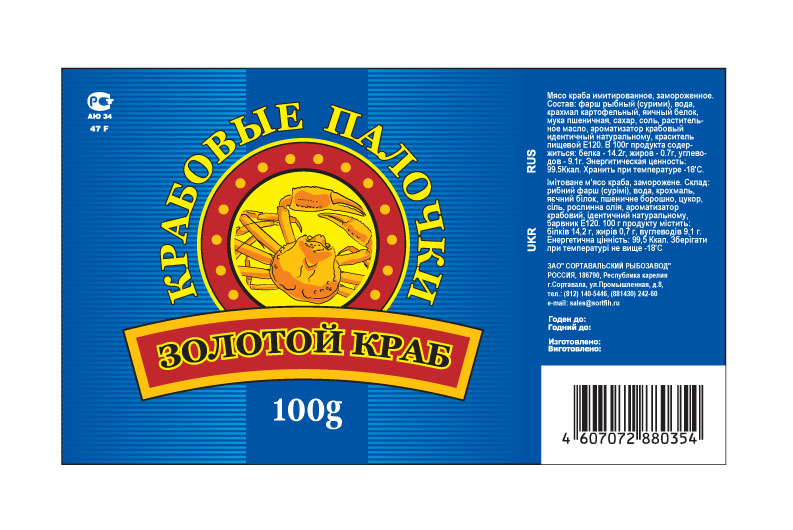 РСТ
АЮ 34
47 F
КРАБОВЫЕ ПАЛОЧКИ
ЗОЛОТОЙ КРАБ
100g
RUS
Мясо краба имитированное, замороженное.
Состав: фарш рыбный (сурими), вода,
крахмал картофельный, яичный белок,
мука пшеничная, сахар, соль, раститель-
ное масло, ароматизатор крабовый
идентичный натуральному, краситель
пищевой Е120. В 100г продукта содер-
житься: белка - 14.2г, жиров - 0.7г, углево-
дов - 9.1г. Энергитическая ценность:
99.5Ккал. Хранить при температуре -18'С.
UKR
Імітоване м'ясо краба, заморожене. Склад:
рибний фарш (сурімі), вода, крохмаль,
яєчний білок, пшеничне борошно, цукор,
сіль, рослинна олія, ароматизатор
крабовий, ідентичний натуральному,
барвник Е120. 100 г продукту містить:
білків 14,2 г, жирів 0,7 г, вуглеводів 9,1 г.
Енергетична цінність: 99,5 Ккал. Зберігати
при температурі не вище -18'С
ЗАО" СОРТАВАЛЬСКИЙ РЫБОЗАВОД"
РОССИЯ, 186790, Республика карелия
г.Сортавала, ул.Промышленная, д.8,
тел.: (812) 140-5446, (881430) 242-60
e-mail: sales@sortfih.ru
Годен до:
Годний до:
Изготовлено:
Виготовлено:
4 607072 880354